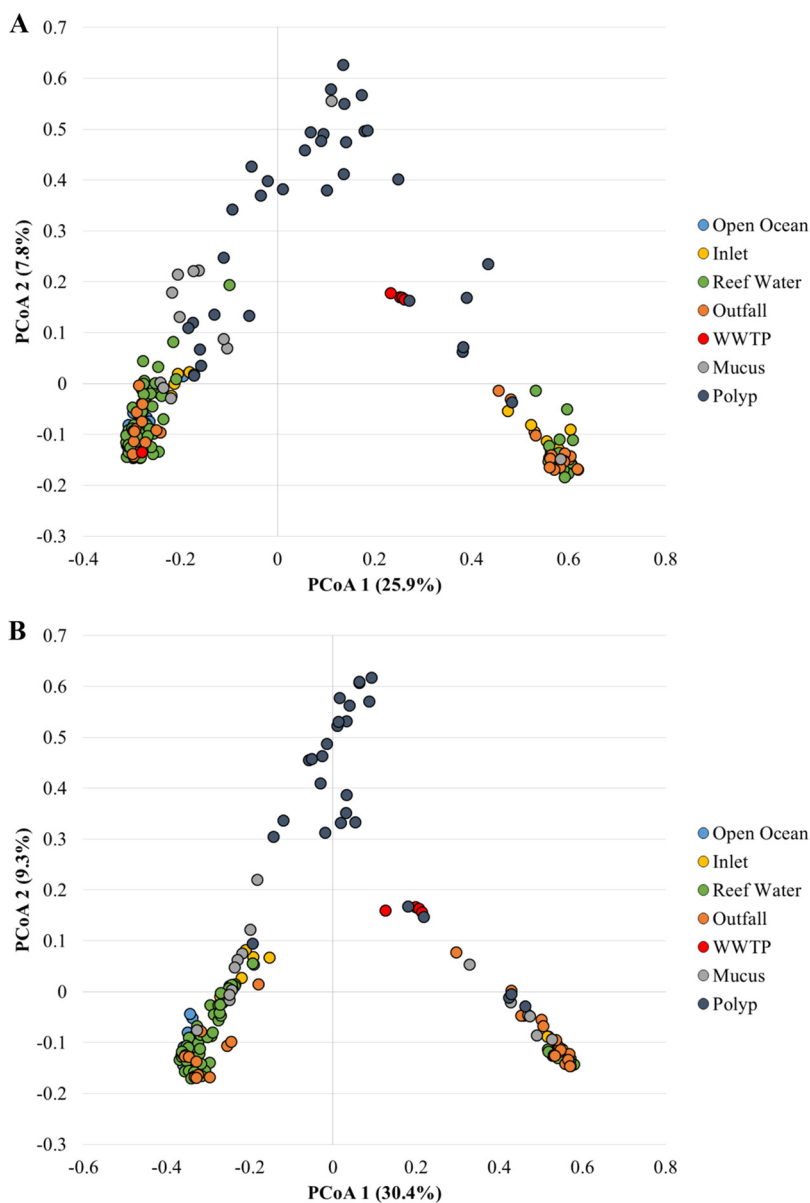 A
0.7
0.6
0.5
0.4
0.3
0.2
0.1
0
-0.1
-0.2
-0.3
PCoA 2 (7.8%)
-0.4 -0.2 0 0.2 0.4 0.6 0.8
PCoA 1 (25.9%)
Open Ocean
Inlet
Reef Water
Outfall
WWTP
Mucus
Polyp
B
0.7
0.6
0.5
0.4
0.3
0.2
0.1
0
-0.1
-0.2
-0.3
PCoA 2 (9.3%)
-0.6 -0.4 -0.2 0 0.2 0.4 0.6 0.8
PCoA 1 (30.4%)
Open Ocean
Inlet
Reef Water
Outfall
WWTP
Mucus
Polyp